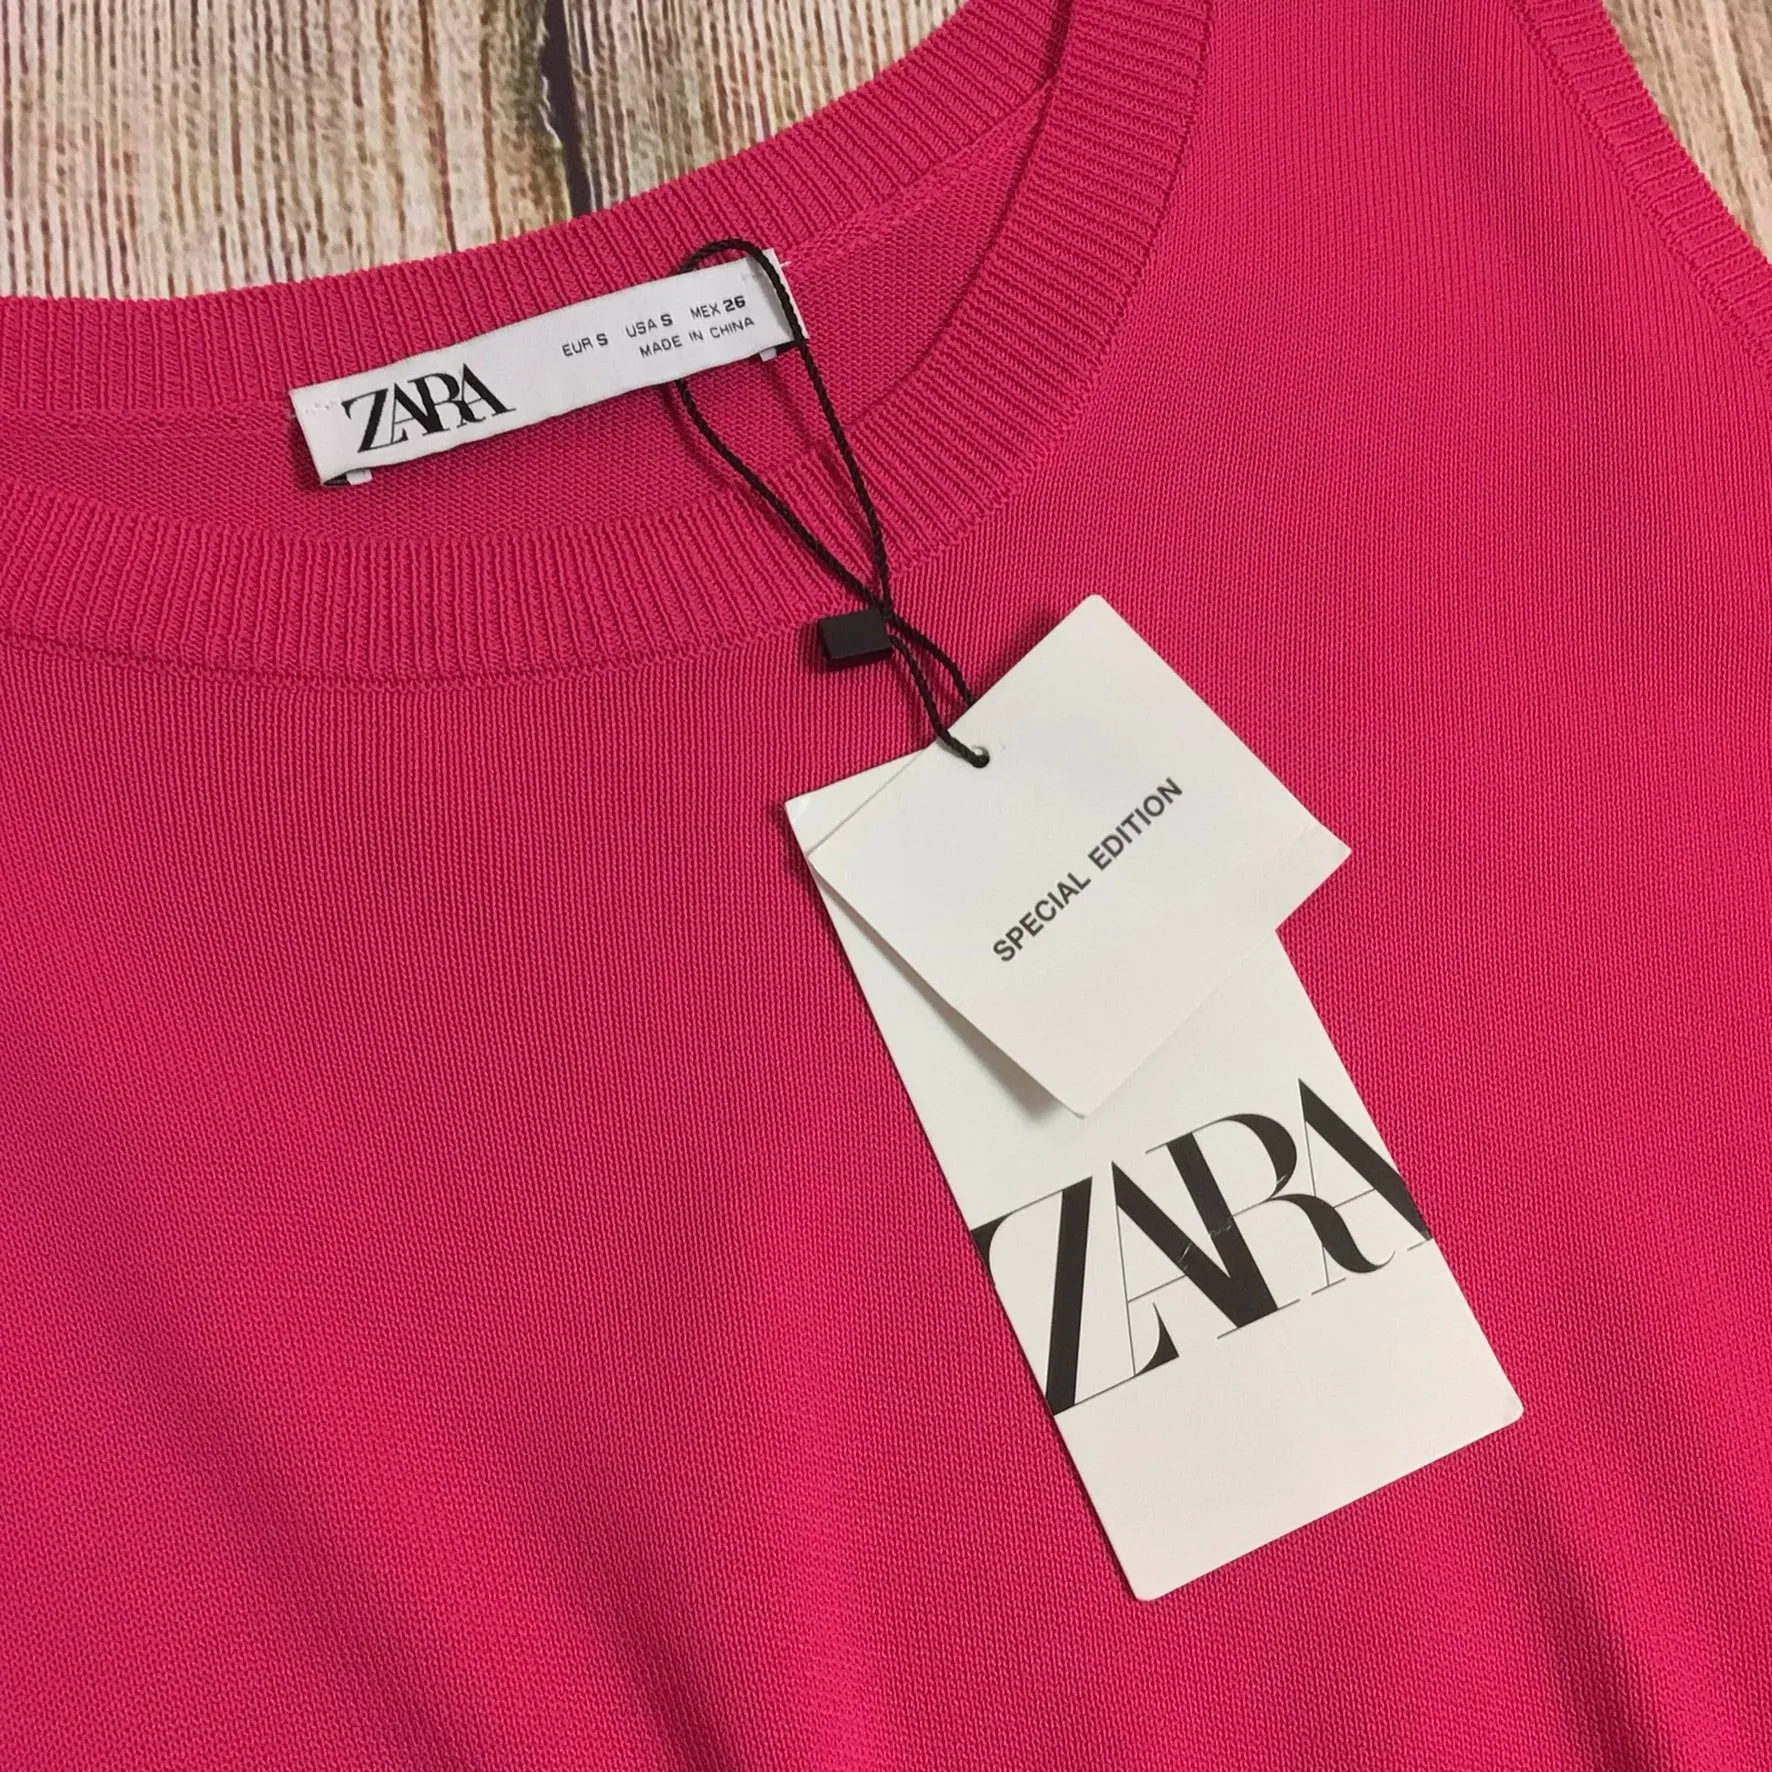 ZARA
EUR S USA S MEX 26
MADE IN CHINA
SPECIAL EDITION
ZARA